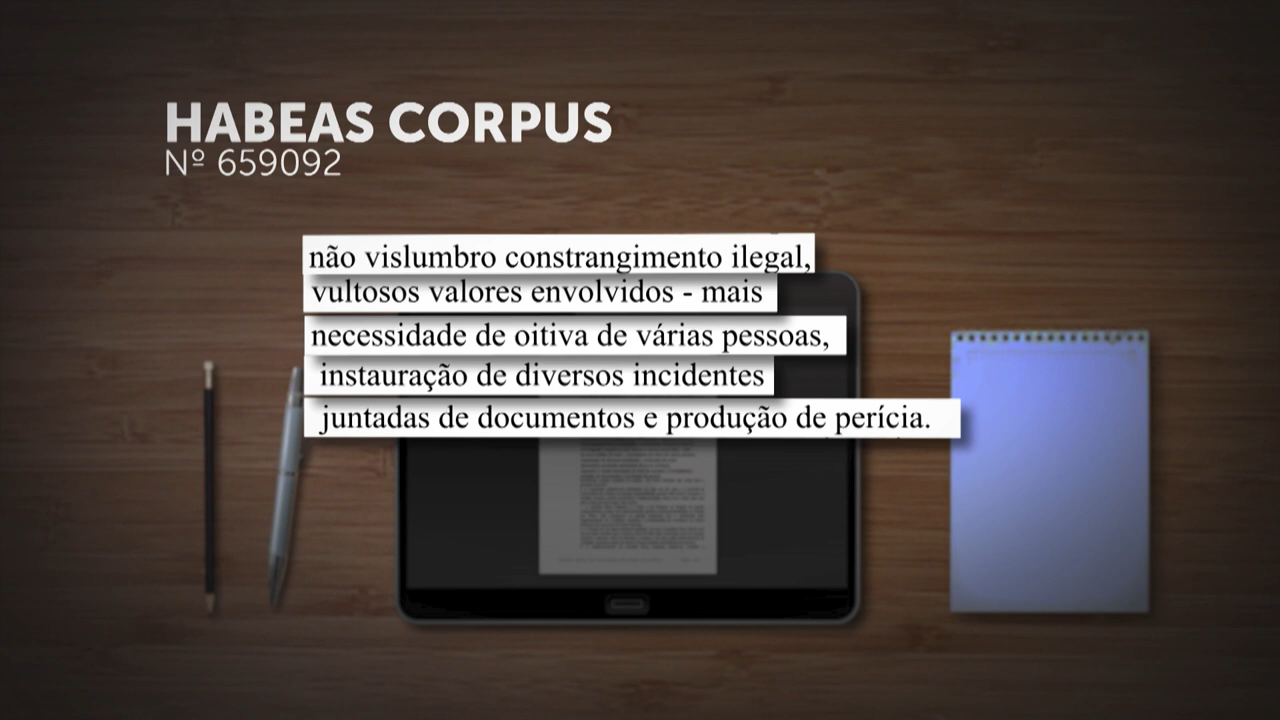 HABEAS CORPUS
Nº 659092
não vislumbro constrangimento ilegal,
vultosos valores envolvidos - mais
necessidade de oitiva de várias pessoas,
instauração de diversos incidentes
juntadas de documentos e produção de perícia.